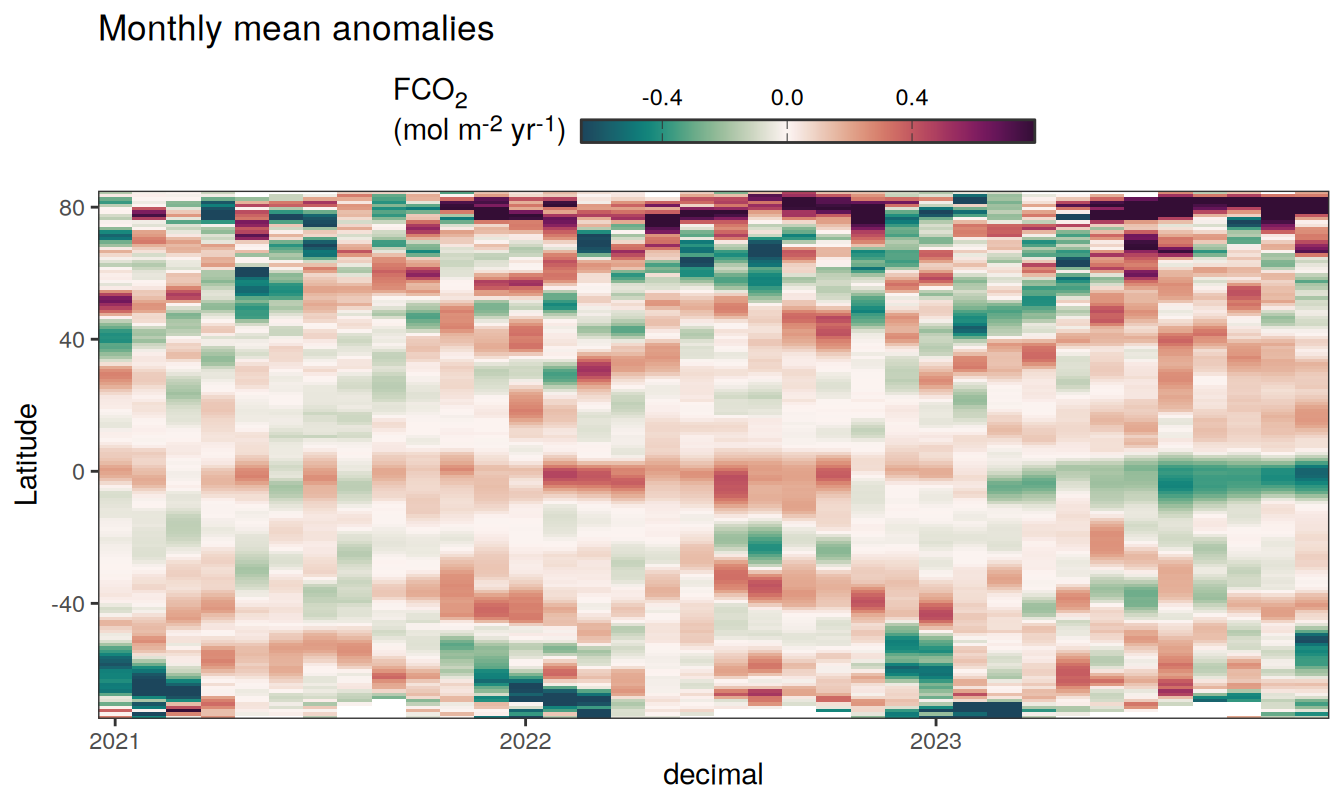 Monthly mean anomalies
FCO₂
(mol m⁻² yr⁻¹)
-0.4 0.0 0.4
80
40
0
-40
Latitude
2021 2022 2023
decimal